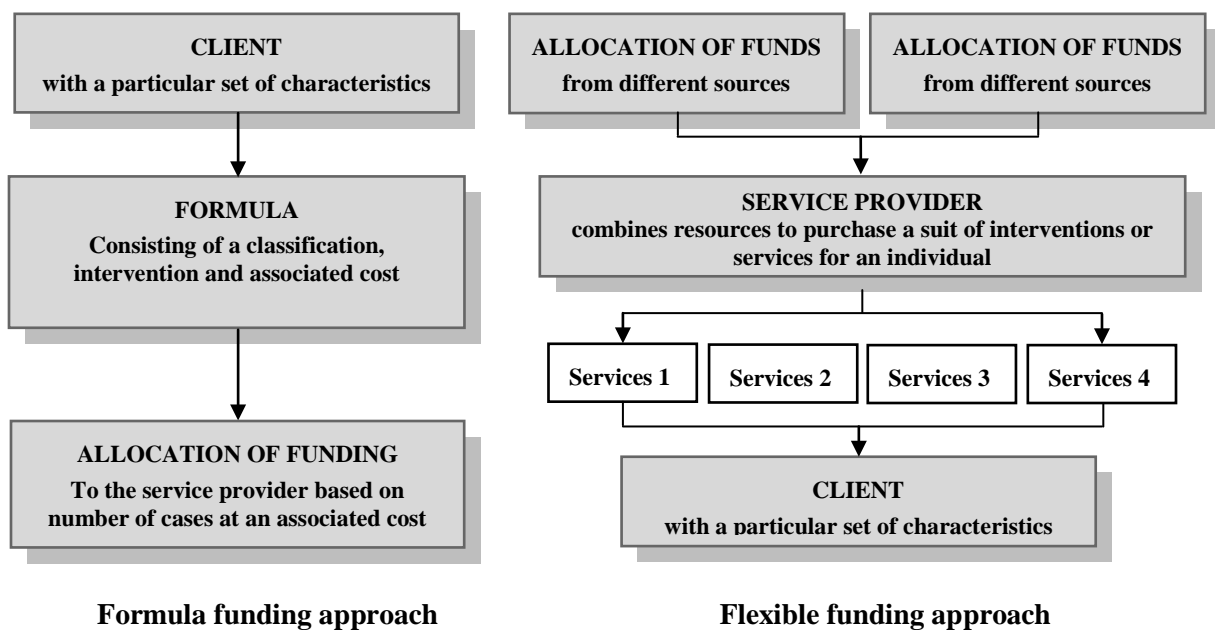 CLIENT
with a particular set of characteristics
FORMULA
Consisting of a classification,
intervention and associated cost
ALLOCATION OF FUNDING
To the service provider based on
number of cases at an associated cost
Formula funding approach
ALLOCATION OF FUNDS
from different sources
ALLOCATION OF FUNDS
from different sources
SERVICE PROVIDER
combines resources to purchase a suit of interventions or
services for an individual
Services 1
Services 2
Services 3
Services 4
CLIENT
with a particular set of characteristics
Flexible funding approach